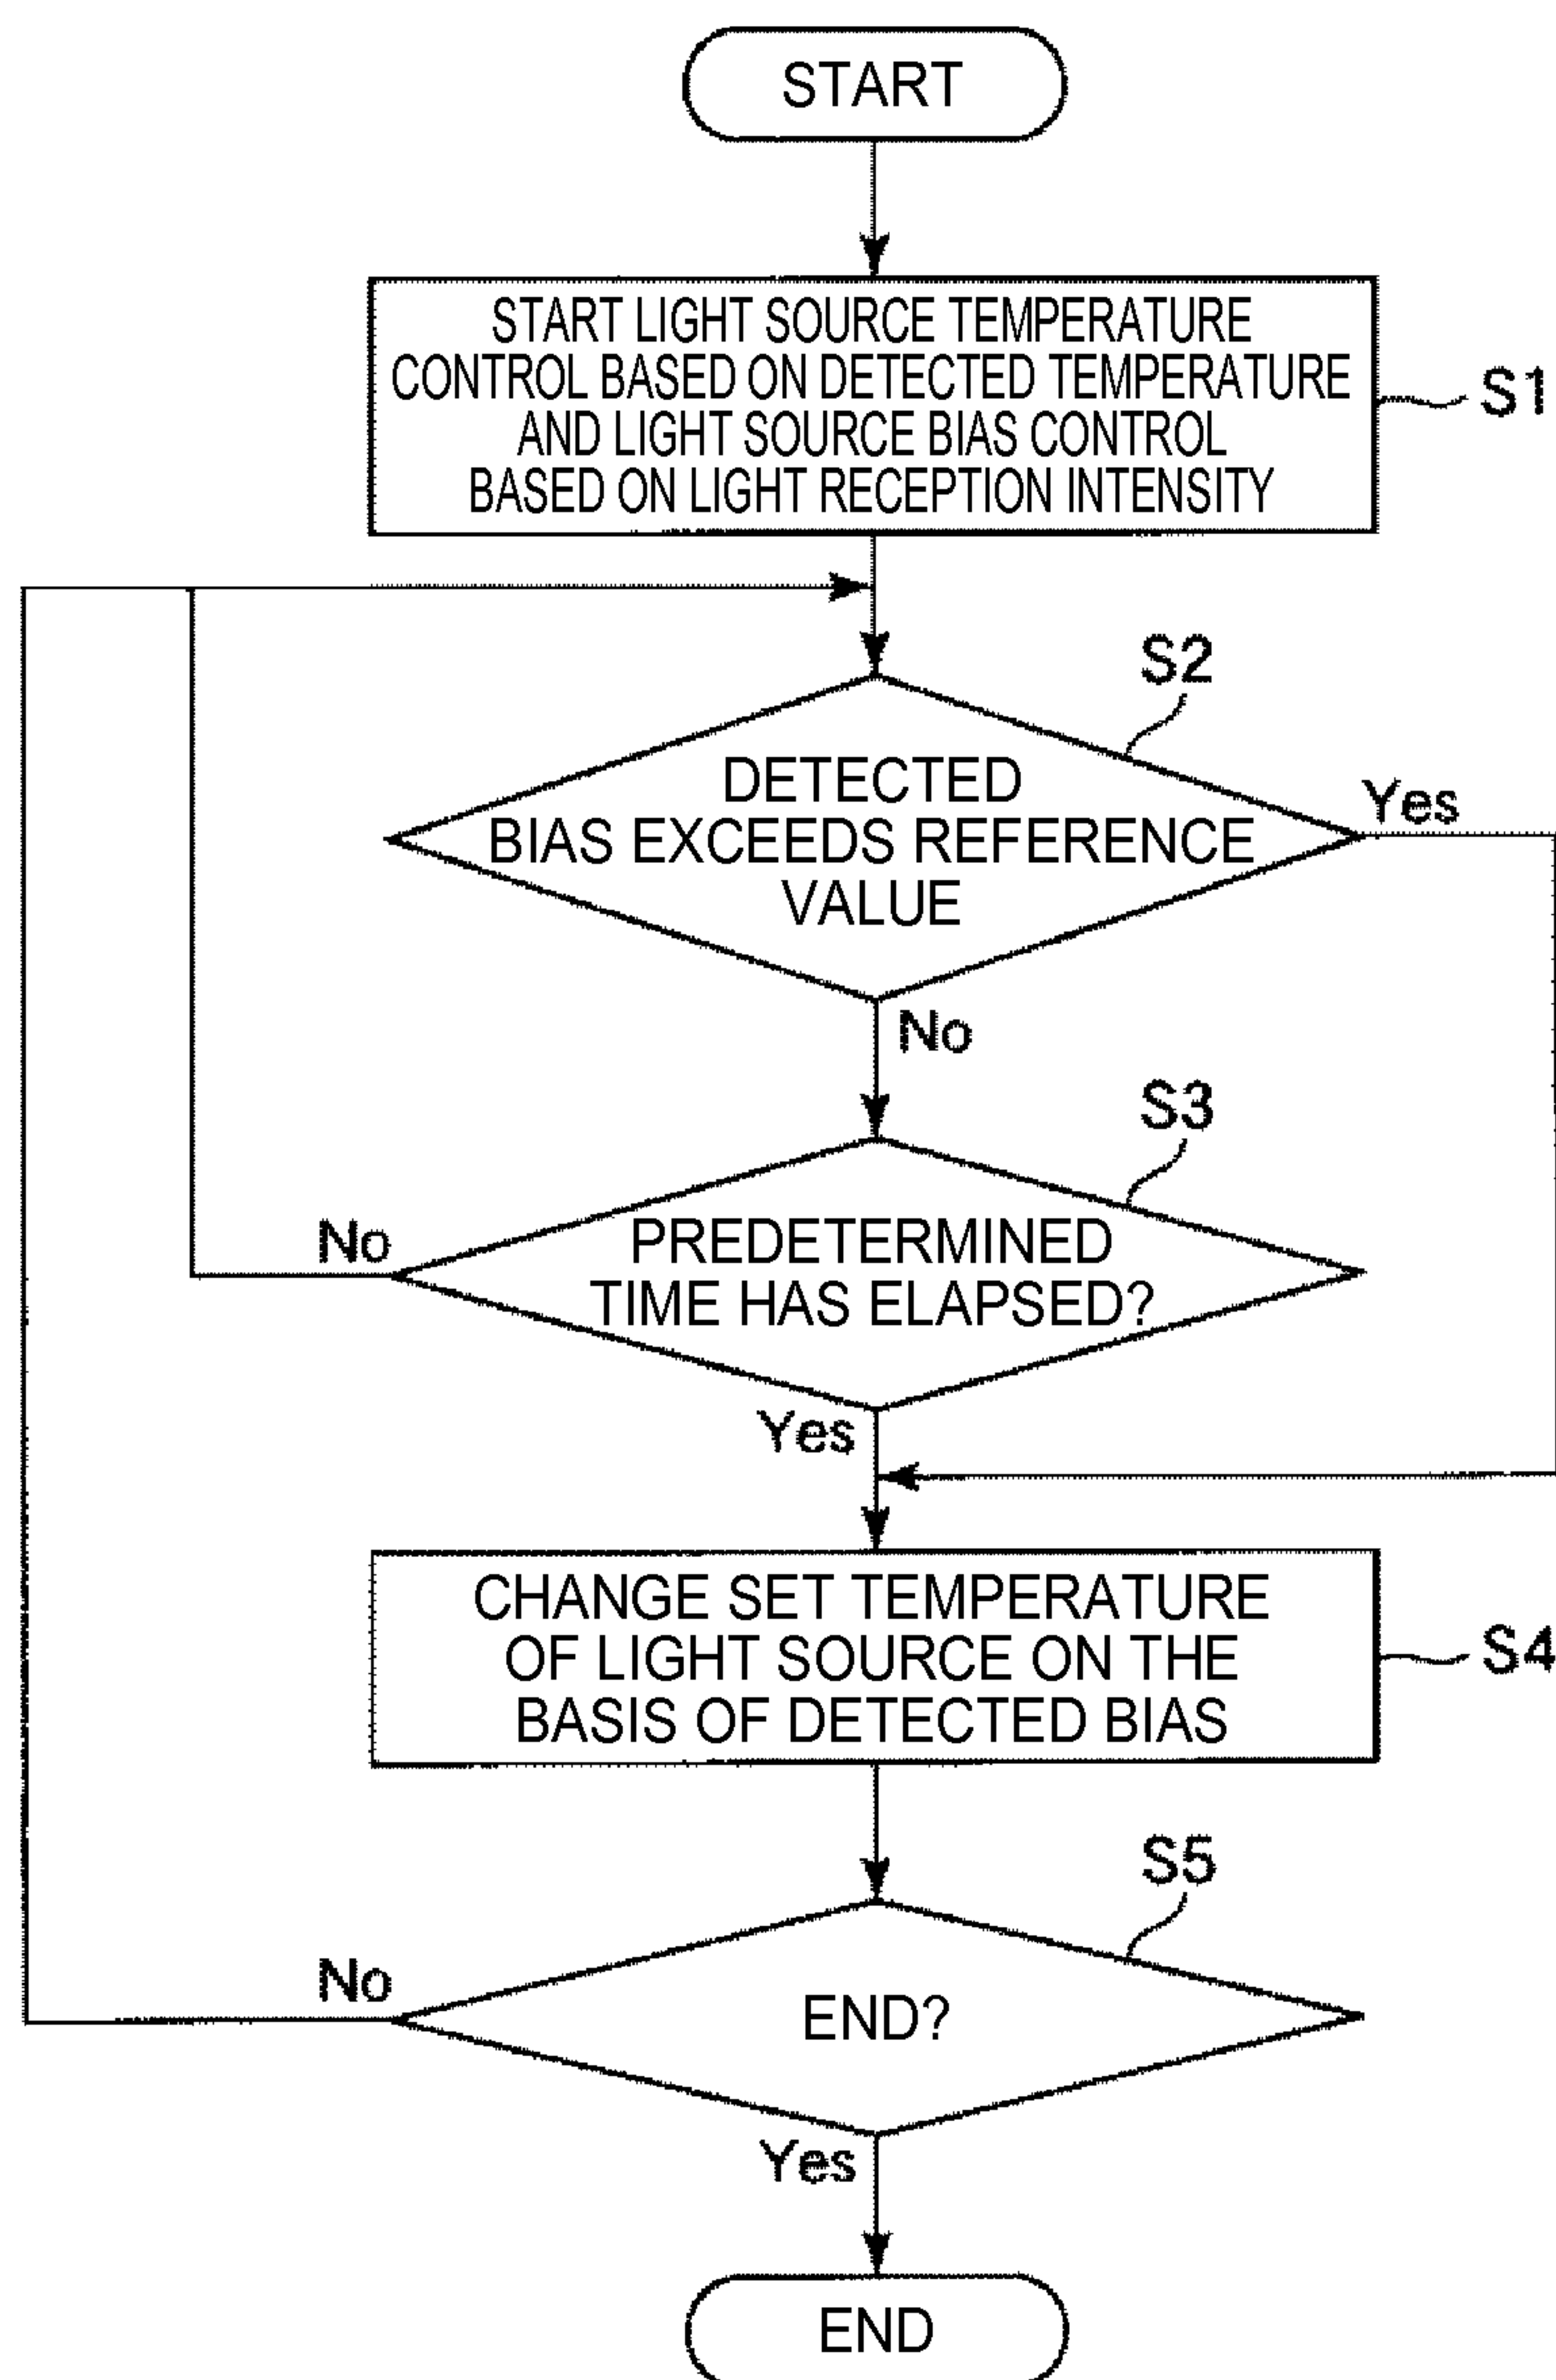 START
START LIGHT SOURCE TEMPERATURE
CONTROL BASED ON DETECTED TEMPERATURE
AND LIGHT SOURCE BIAS CONTROL
BASED ON LIGHT RECEPTION INTENSITY
S1
S2
DETECTED
BIAS EXCEEDS REFERENCE
VALUE
Yes
No
S3
PREDETERMINED
TIME HAS ELAPSED?
No
Yes
CHANGE SET TEMPERATURE
OF LIGHT SOURCE ON THE
BASIS OF DETECTED BIAS
S4
S5
END?
No
Yes
END